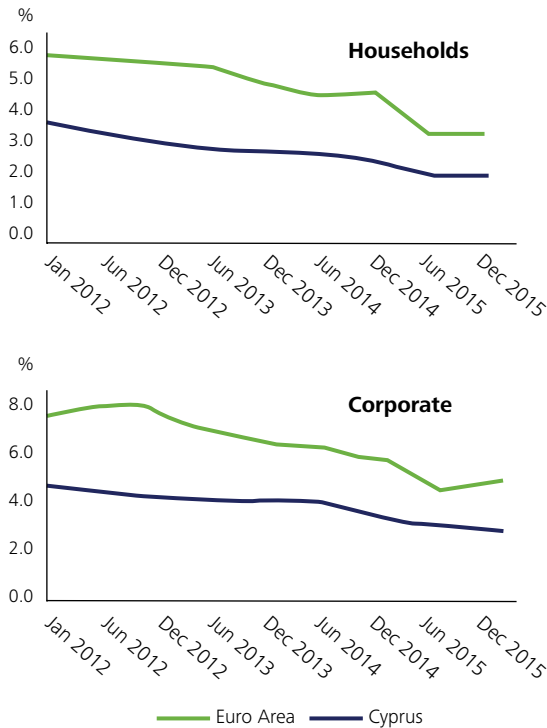 %
Households
6.0
5.0
4.0
3.0
2.0
1.0
0.0
Jan 2012
Jun 2012
Dec 2012
Jun 2013
Dec 2013
Jun 2014
Dec 2014
Jun 2015
Dec 2015
%
Corporate
8.0
6.0
4.0
2.0
0.0
Jan 2012
Jun 2012
Dec 2012
Jun 2013
Dec 2013
Jun 2014
Dec 2014
Jun 2015
Dec 2015
Euro Area Cyprus